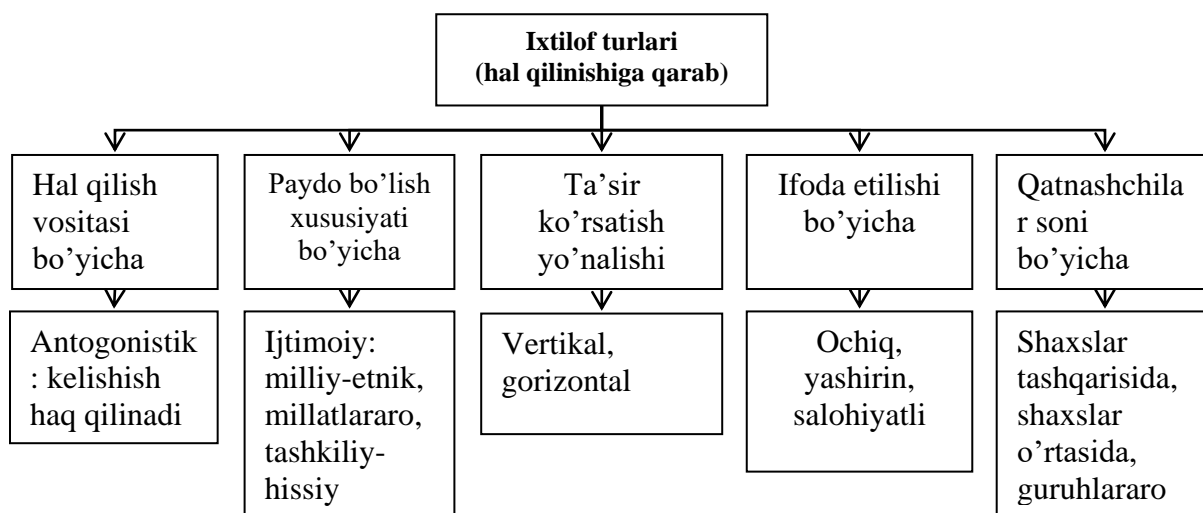 Ixtilof turlari
(hal qilinishiga qarab)
Hal qilish
vositasi
bo’yicha
Paydo bo’lish
xususiyati
bo’yicha
Ta’sir
ko’rsatish
yo’nalishi
Ifoda etilishi
bo’yicha
Qatnashchila
r soni
bo’yicha
Antogonistik
: kelishish
haq qilinadi
Ijtimoiy:
milliy-etnik,
millatlararo,
tashkiliy-
hissiy
Vertikal,
gorizontal
Ochiq,
yashirin,
salohiyatli
Shaxslar
tashqarisida,
shaxslar
o’rtasida,
guruhlararo